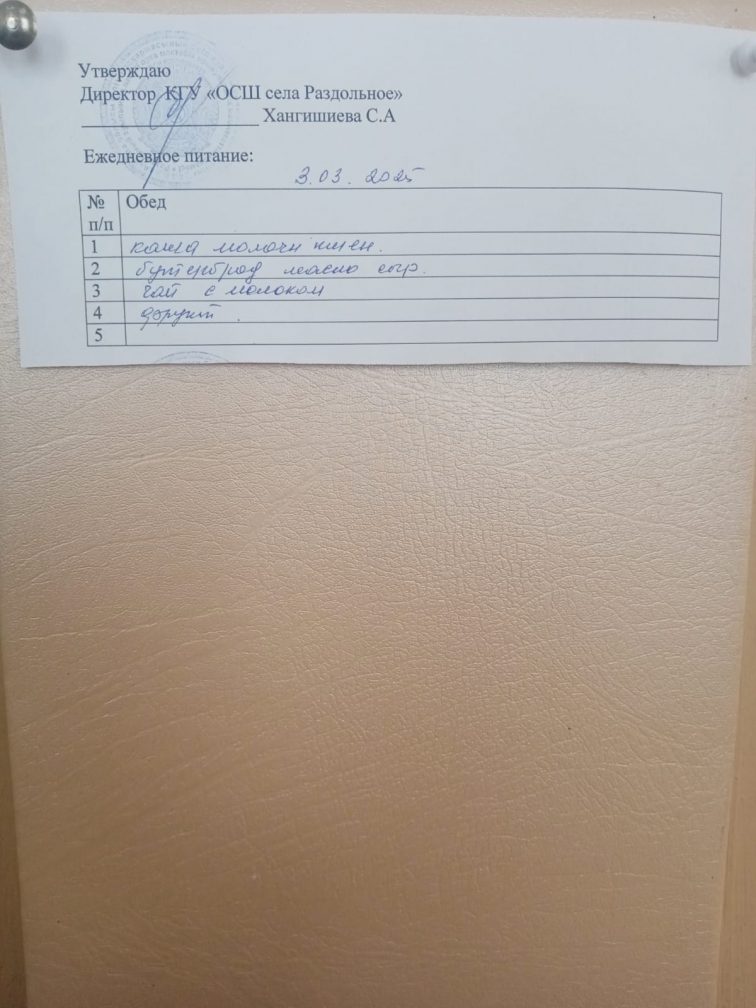 Утверждаю
Директор КГУ «ОСШ села Раздольное»
Хангишиева С.А
Ежедневное питание:
3.03.2025
№ п/п Обед
1 каша молочн пшен.
2 бутерброд масло сыр.
3 чай с молоком
4 фрукт.
5